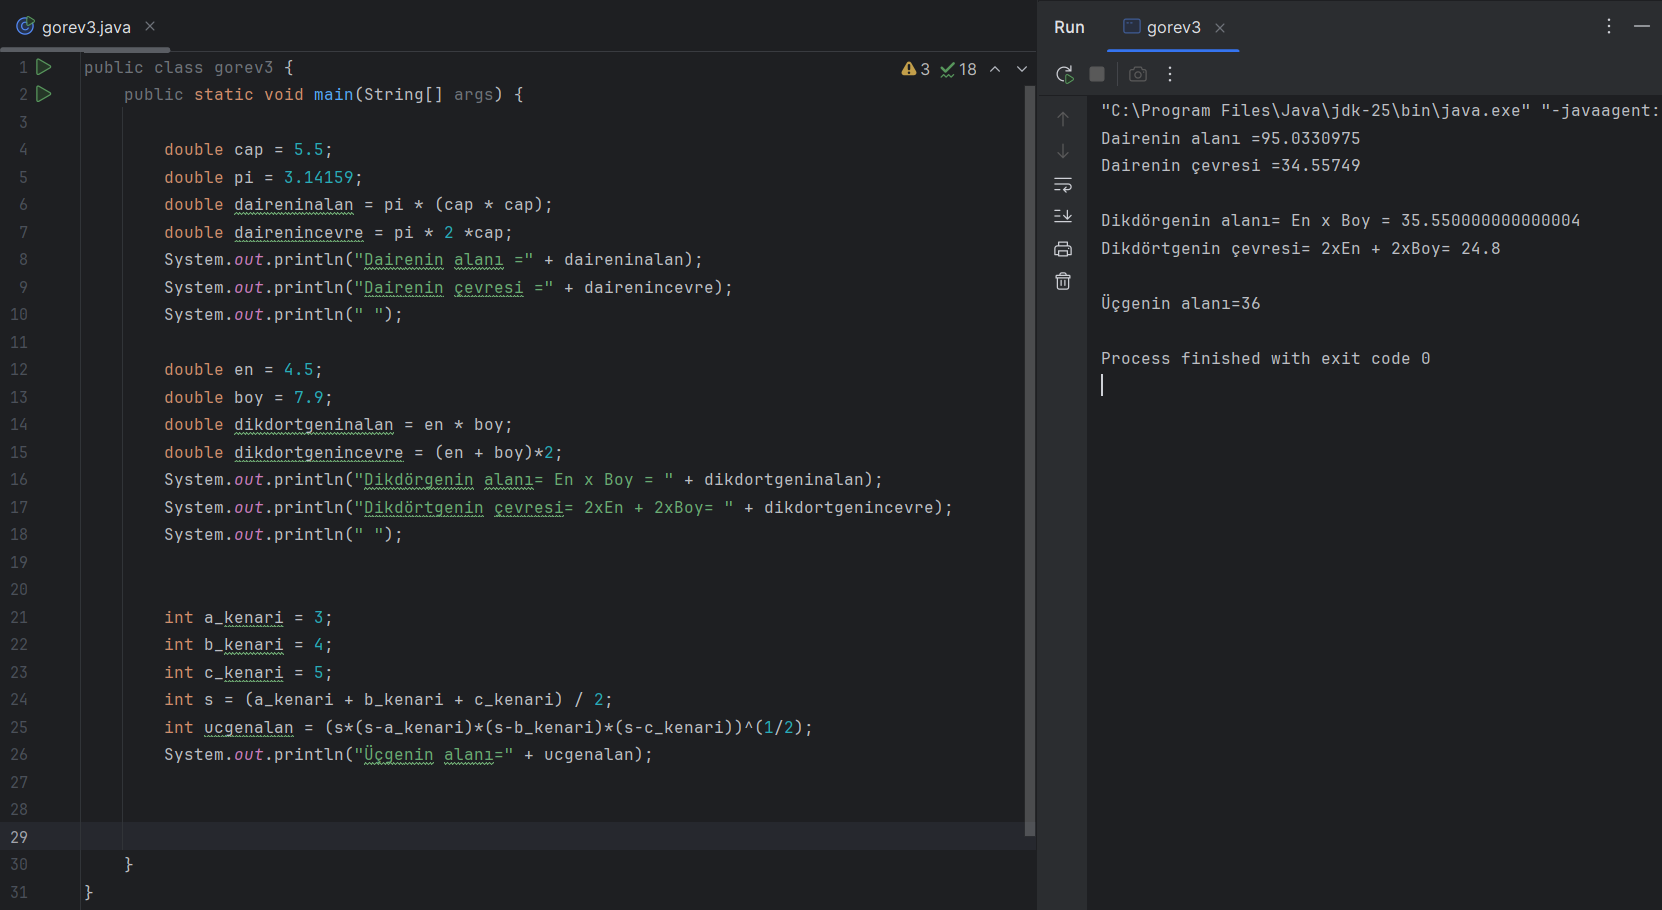 gorev3.java
1 public class gorev3 {
3 18
2 public static void main(String[] args) {
3
4 double cap = 5.5;
5 double pi = 3.14159;
6 double daireninalan = pi * (cap * cap);
7 double dairenincevre = pi * 2 *cap;
8 System.out.println("Dairenin alanı =" + daireninalan);
9 System.out.println("Dairenin çevresi =" + dairenincevre);
10 System.out.println(" ");
11
12 double en = 4.5;
13 double boy = 7.9;
14 double dikdortgeninalan = en * boy;
15 double dikdortgenincevre = (en + boy)*2;
16 System.out.println("Dikdörgenin alanı= En x Boy = " + dikdortgeninalan);
17 System.out.println("Dikdörtgenin çevresi= 2xEn + 2xBoy= " + dikdortgenincevre);
18 System.out.println(" ");
19
20
21 int a_kenari = 3;
22 int b_kenari = 4;
23 int c_kenari = 5;
24 int s = (a_kenari + b_kenari + c_kenari) / 2;
25 int ucgenalan = (s*(s-a_kenari)*(s-b_kenari)*(s-c_kenari))^(1/2);
26 System.out.println("Üçgenin alanı=" + ucgenalan);
27
28
29
30 }
31 }
Run gorev3
"C:\Program Files\Java\jdk-25\bin\java.exe" "-javaagent:
Dairenin alanı =95.0330975
Dairenin çevresi =34.55749
Dikdörgenin alanı= En x Boy = 35.550000000000004
Dikdörtgenin çevresi= 2xEn + 2xBoy= 24.8
Üçgenin alanı=36
Process finished with exit code 0